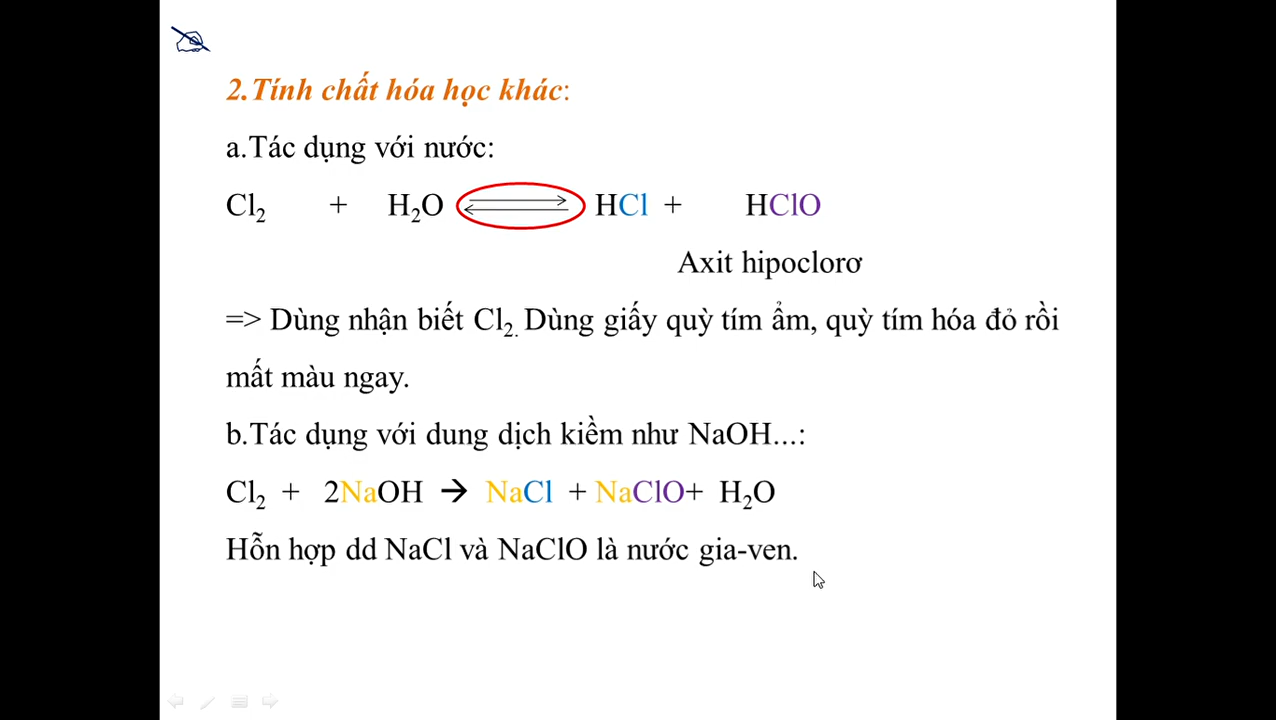 2.Tính chất hóa học khác:
a.Tác dụng với nước:
Cl₂ + H₂O ⇌ HCl + HClO
Axit hipoclorơ
=> Dùng nhận biết Cl₂. Dùng giấy quỳ tím ẩm, quỳ tím hóa đỏ rồi
mất màu ngay.
b.Tác dụng với dung dịch kiềm như NaOH...:
Cl₂ + 2NaOH → NaCl + NaClO+ H₂O
Hỗn hợp dd NaCl và NaClO là nước gia-ven.